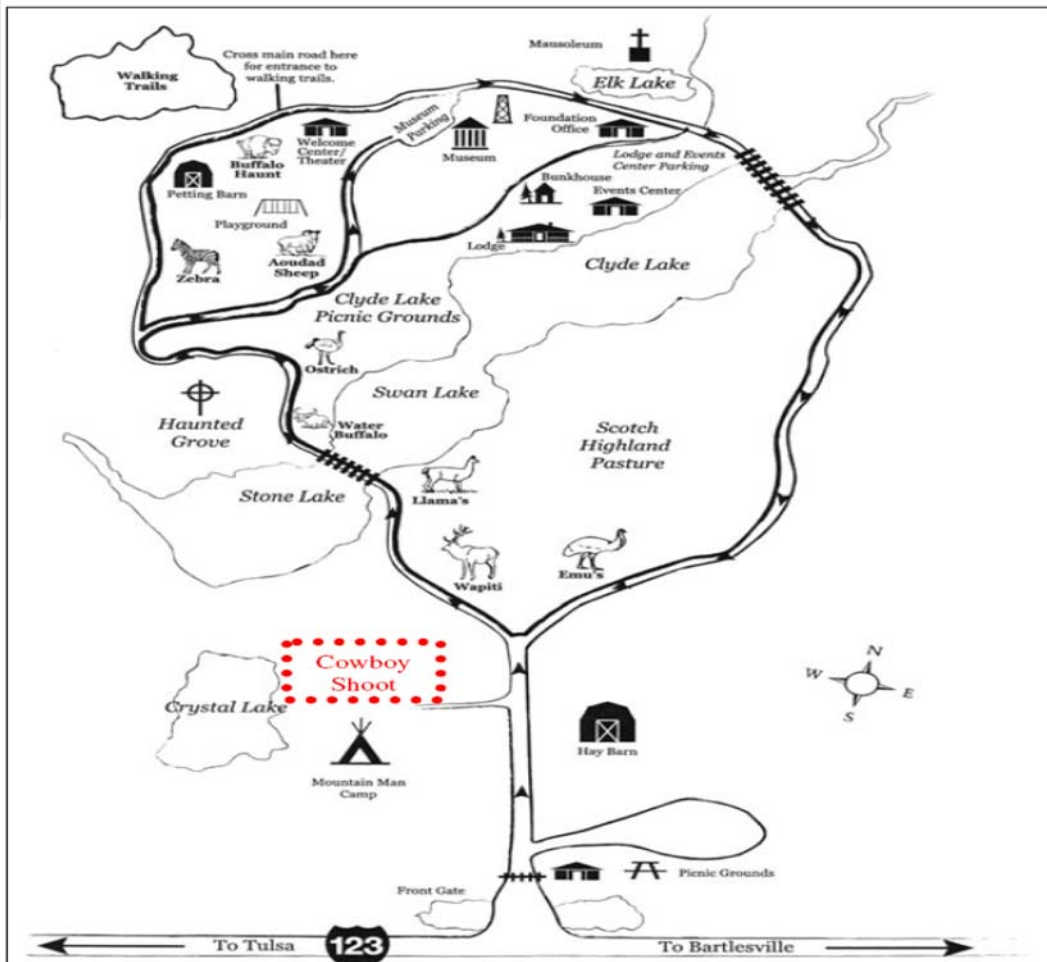 Mausoleum
Elk Lake
Cross main road here
for entrance to
walking trails.
Walking
Trails
Museum
Parking
Foundation
Office
Welcome
Center/
Theater
Museum
Buffalo
Haunt
Lodge and Events
Center Parking
Petting Barn
Bunkhouse
Events Center
Playground
Lodge
Zebra
Aoudad
Sheep
Clyde Lake
Clyde Lake
Picnic Grounds
Ostrich
Swan Lake
Haunted
Grove
Water
Buffalo
Scotch
Highland
Pasture
Stone Lake
Llama's
Wapiti
Emu's
Cowboy
Shoot
N
W
E
S
Crystal Lake
Hay Barn
Mountain Man
Camp
Picnic Grounds
Front Gate
To Tulsa
123
To Bartlesville